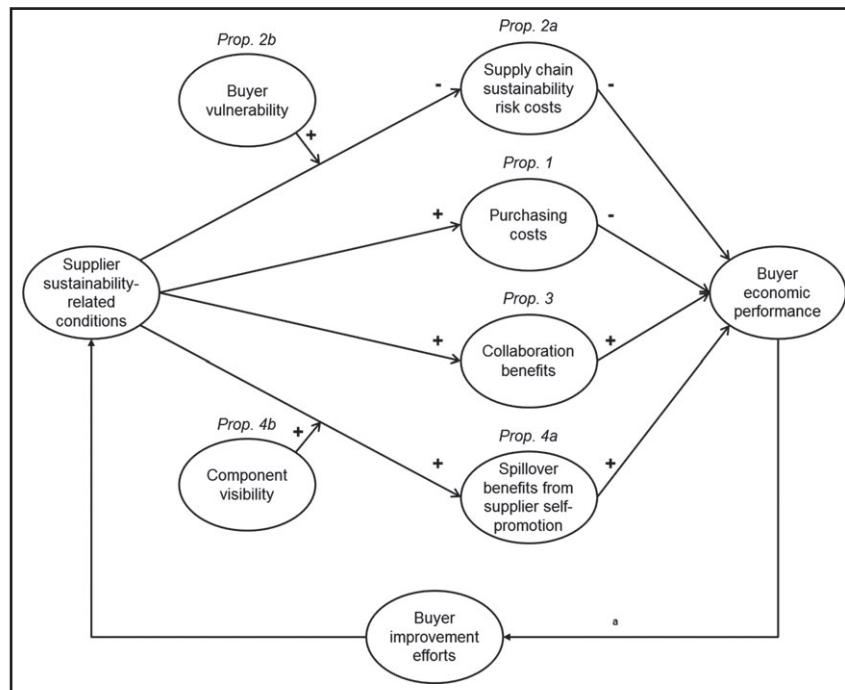 Prop. 2b
Prop. 2a
Buyer
vulnerability
Supply chain
sustainability
risk costs
-
-
+
Prop. 1
Purchasing
costs
+
-
Supplier
sustainability-
related
conditions
Buyer
economic
performance
Prop. 3
Collaboration
benefits
+
+
Prop. 4b
Component
visibility
+
Prop. 4a
Spillover
benefits from
supplier self-
promotion
+
+
Buyer
improvement
efforts
a